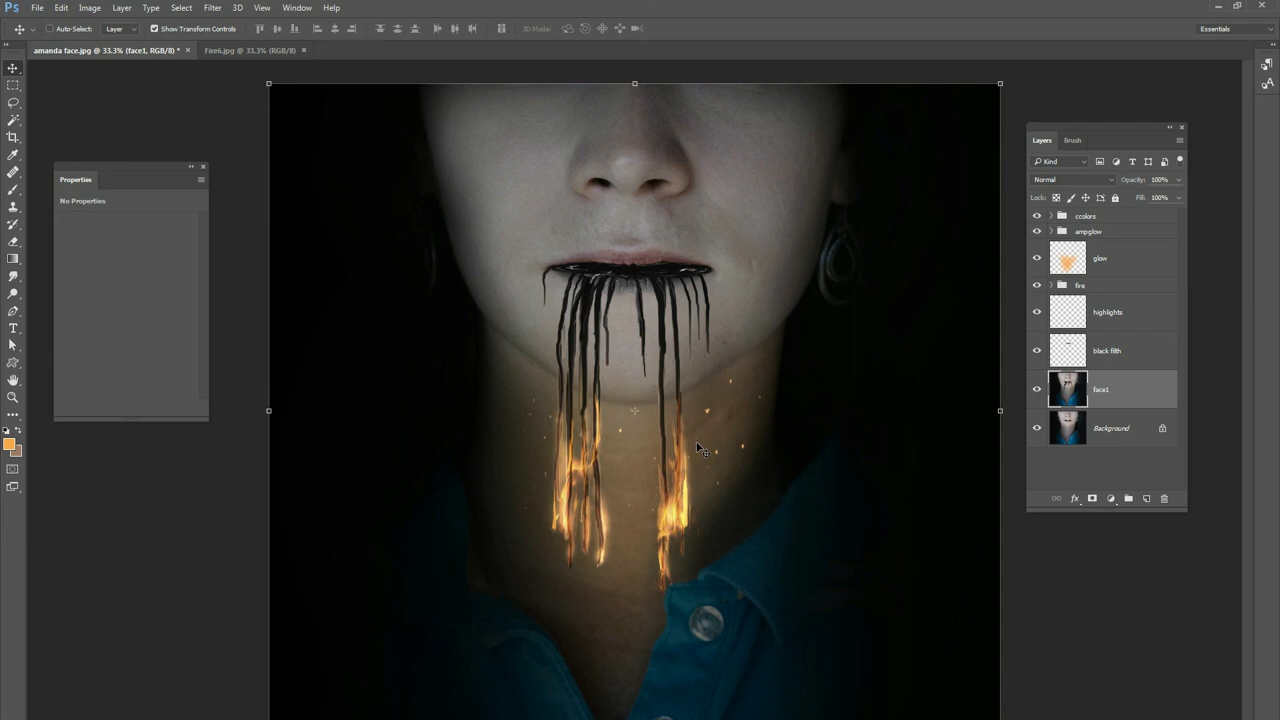 Ps File Edit Image Layer Type Select Filter 3D View Window Help
Auto-Select: Layer Show Transform Controls 3D Mode: Essentials
amanda face.jpg @ 33.3% (face1, RGB/8) * × Fire6.jpg @ 33.3% (RGB/8) ×
Layers Brush
Kind
Properties
Normal Opacity: 100%
No Properties
Lock: Fill: 100%
ccolors
ampglow
glow
fire
highlights
black filth
face1
Background
fx